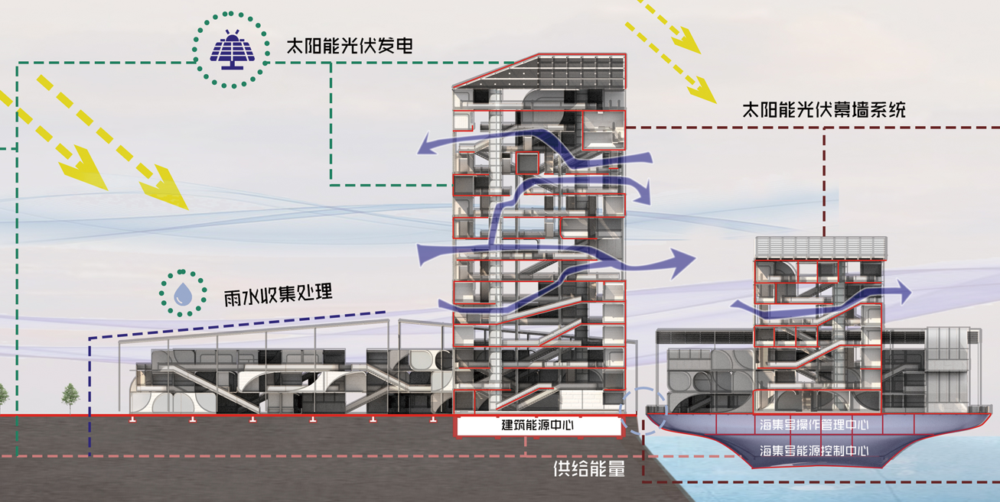 太阳能光伏发电
太阳能光伏幕墙系统
雨水收集处理
建筑能源中心
海集号操作管理中心
海集号能源控制中心
供给能量